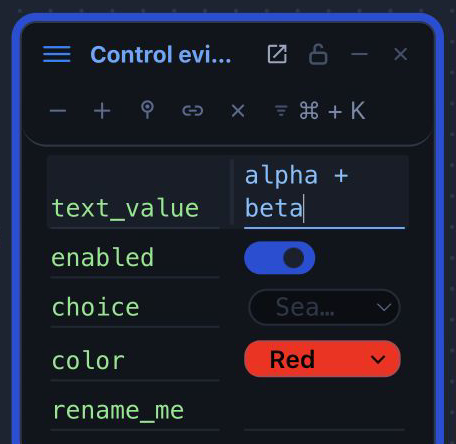 Control evi...
⌘ + K
alpha +
text_value beta
enabled
choice Sea...
color Red
rename_me